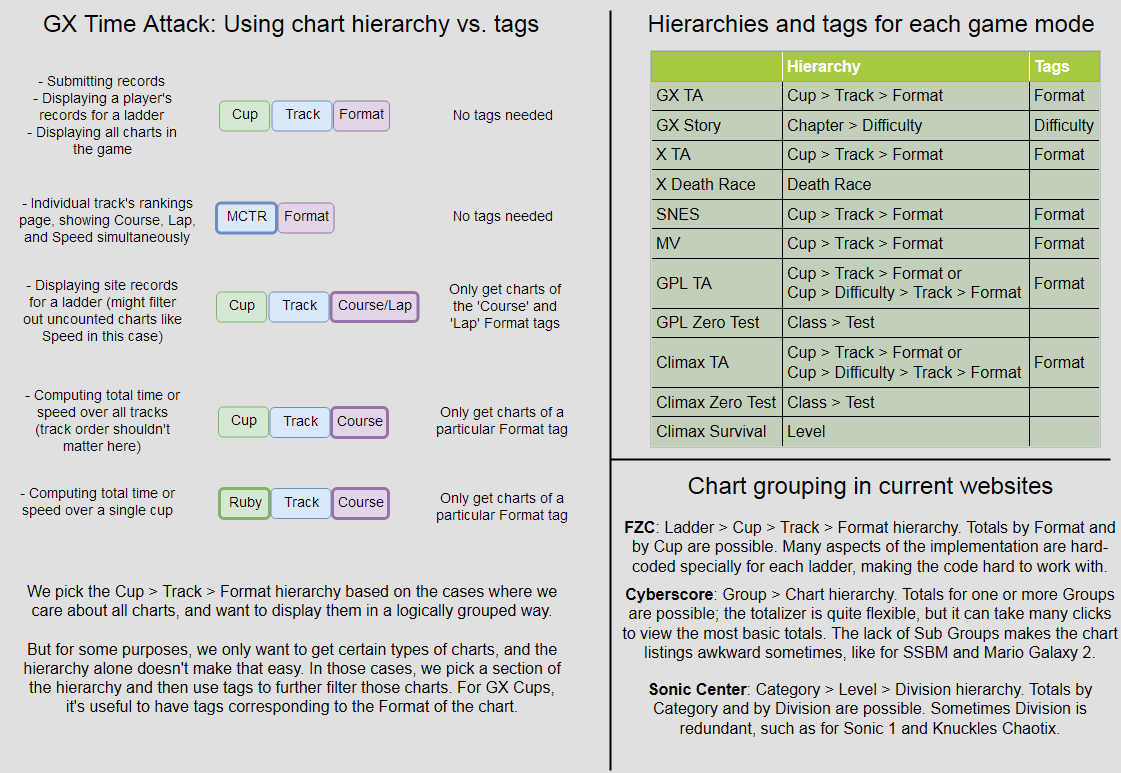 GX Time Attack: Using chart hierarchy vs. tags
- Submitting records
- Displaying a player's
records for a ladder
- Displaying all charts in
the game
Cup Track Format
No tags needed
- Individual track's rankings
page, showing Course, Lap,
and Speed simultaneously
MCTR Format
No tags needed
- Displaying site records
for a ladder (might filter
out uncounted charts like
Speed in this case)
Cup Track Course/Lap
Only get charts of
the 'Course' and
'Lap' Format tags
- Computing total time or
speed over all tracks
(track order shouldn't
matter here)
Cup Track Course
Only get charts of a
particular Format tag
- Computing total time or
speed over a single cup
Ruby Track Course
Only get charts of a
particular Format tag
We pick the Cup > Track > Format hierarchy based on the cases where we
care about all charts, and want to display them in a logically grouped way.
But for some purposes, we only want to get certain types of charts, and the
hierarchy alone doesn't make that easy. In those cases, we pick a section of
the hierarchy and then use tags to further filter those charts. For GX Cups,
it's useful to have tags corresponding to the Format of the chart.
Hierarchies and tags for each game mode
Hierarchy Tags
GX TA Cup > Track > Format Format
GX Story Chapter > Difficulty Difficulty
X TA Cup > Track > Format Format
X Death Race Death Race
SNES Cup > Track > Format Format
MV Cup > Track > Format Format
GPL TA Cup > Track > Format or
Cup > Difficulty > Track > Format Format
GPL Zero Test Class > Test
Climax TA Cup > Track > Format or
Cup > Difficulty > Track > Format Format
Climax Zero Test Class > Test
Climax Survival Level
Chart grouping in current websites
FZC: Ladder > Cup > Track > Format hierarchy. Totals by Format and
by Cup are possible. Many aspects of the implementation are hard-
coded specially for each ladder, making the code hard to work with.
Cyberscore: Group > Chart hierarchy. Totals for one or more Groups
are possible; the totalizer is quite flexible, but it can take many clicks
to view the most basic totals. The lack of Sub Groups makes the chart
listings awkward sometimes, like for SSBM and Mario Galaxy 2.
Sonic Center: Category > Level > Division hierarchy. Totals by
Category and by Division are possible. Sometimes Division is
redundant, such as for Sonic 1 and Knuckles Chaotix.